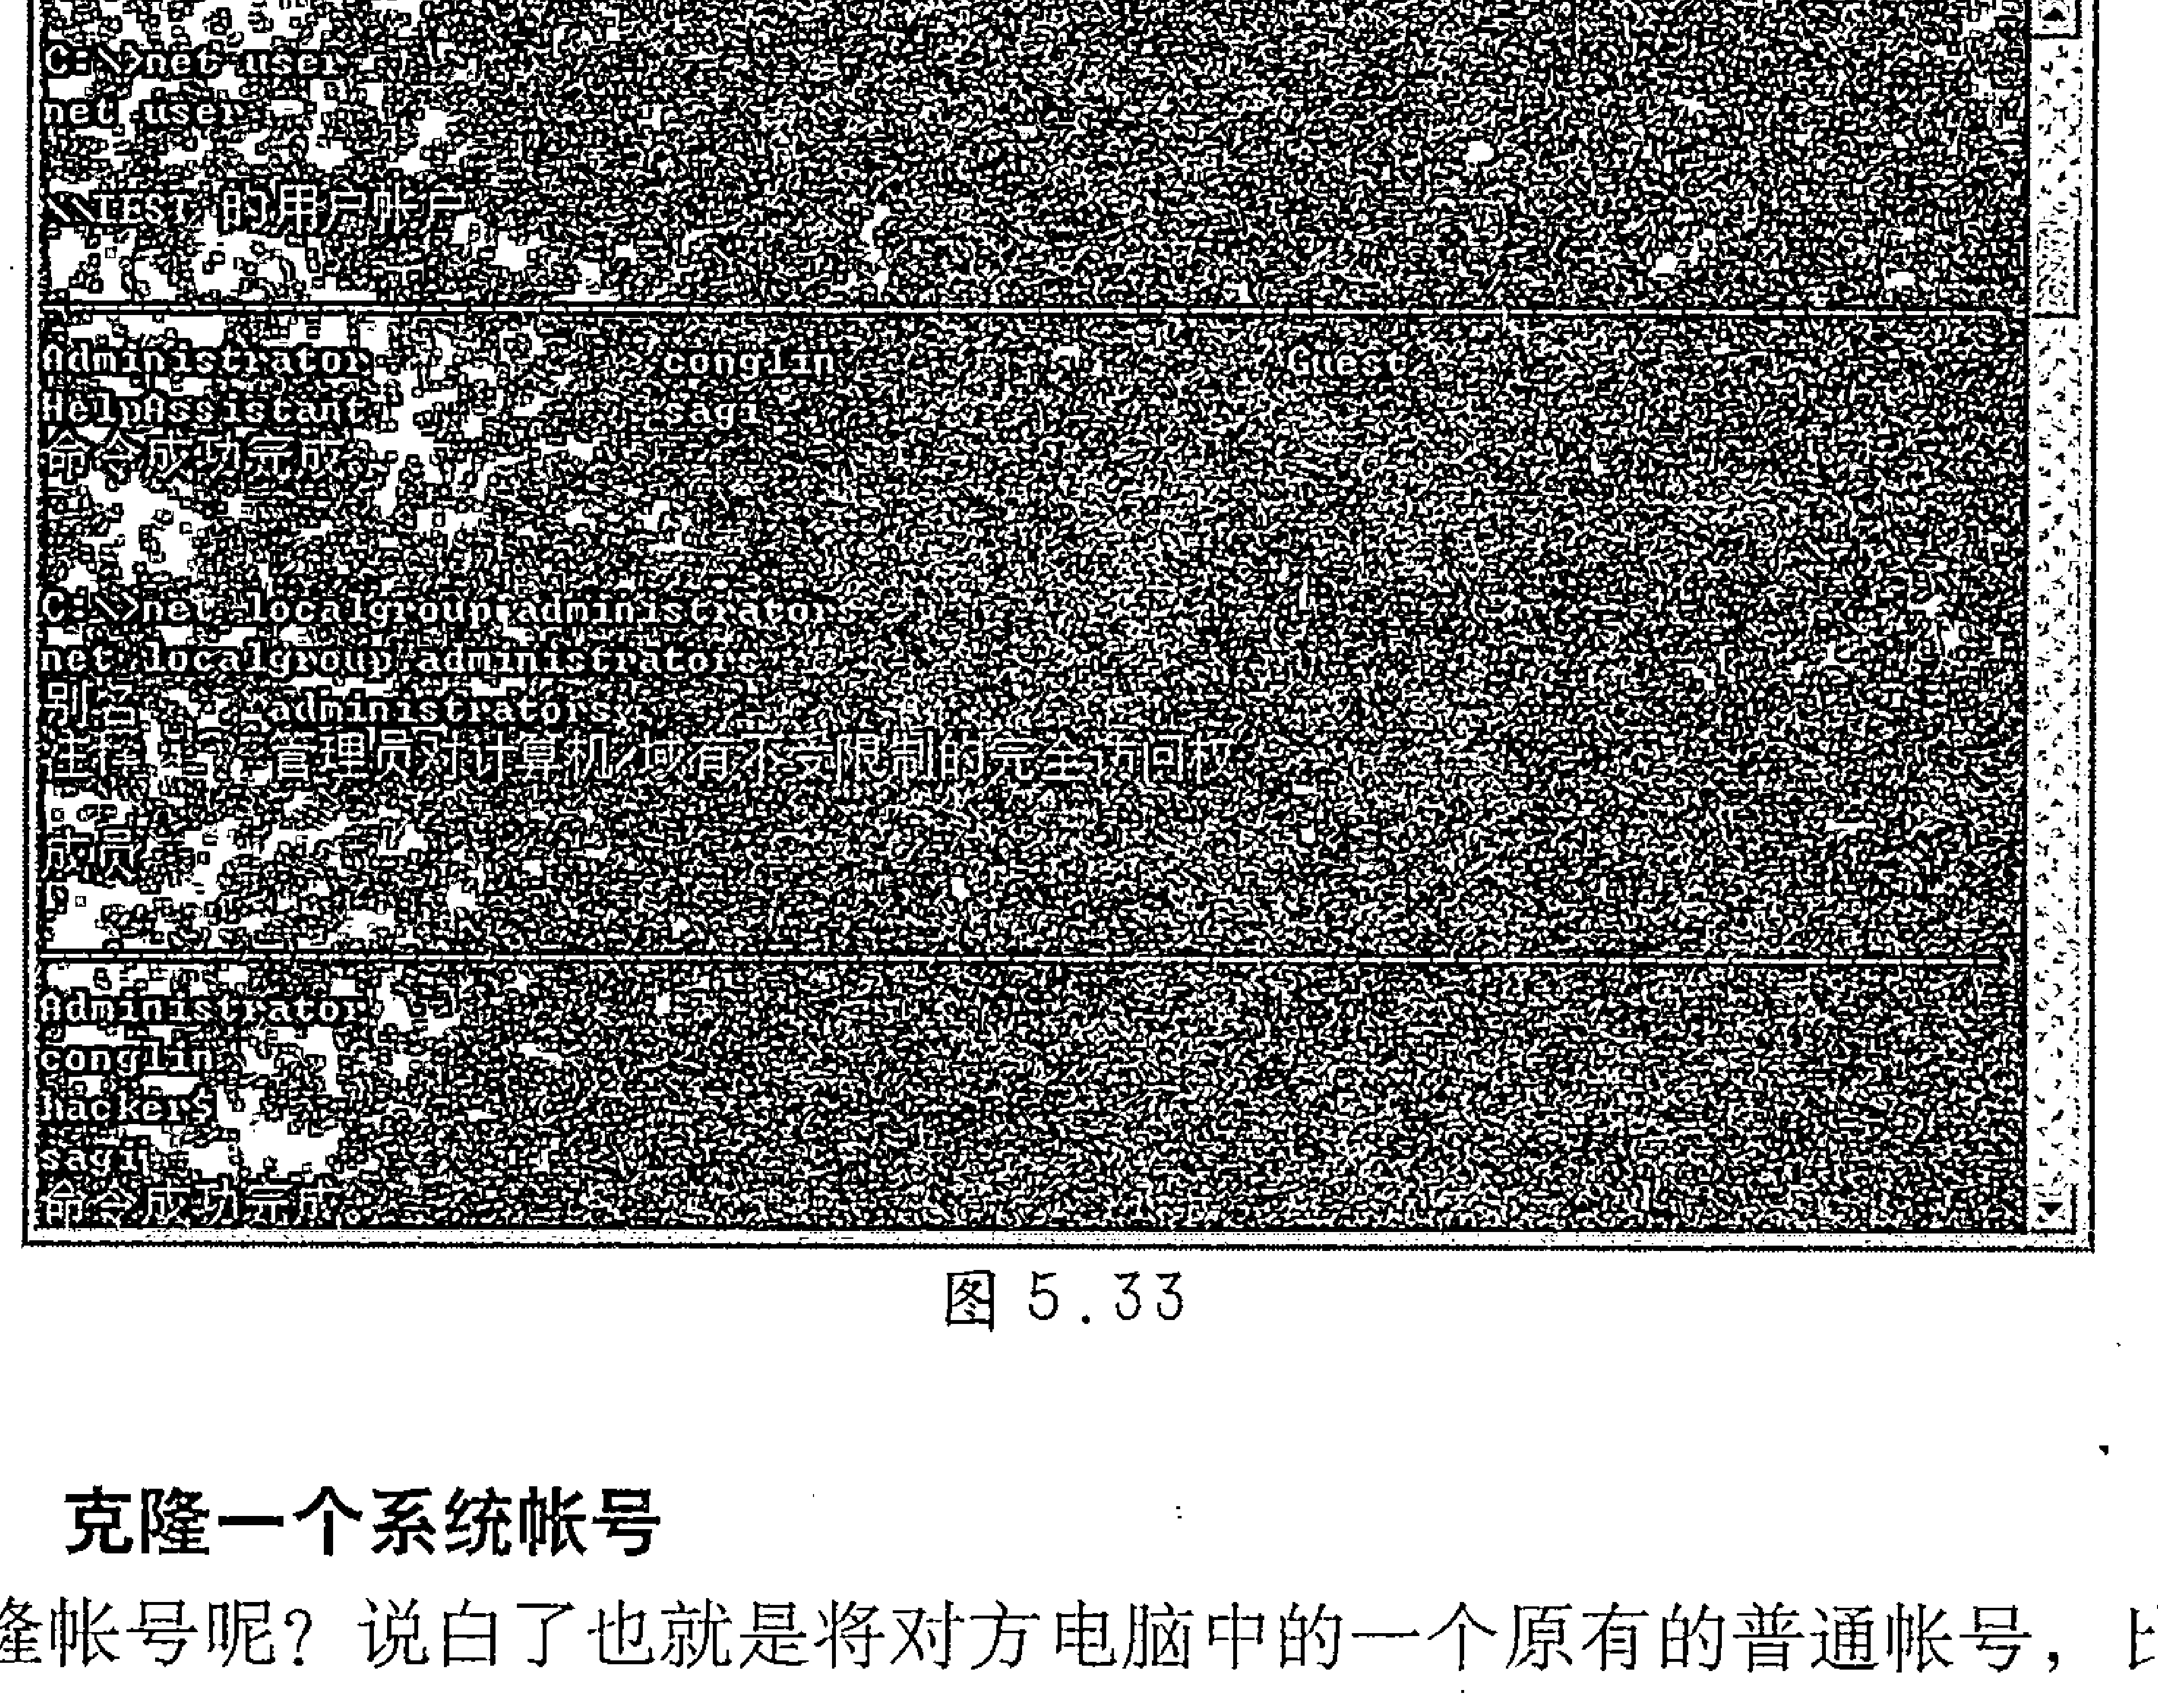 C:\>net user
net user
\\TEST 的用户帐户
Administrator conglin Guest
HelpAssistant sagi
命令成功完成
C:\>net localgroup administrators
net localgroup administrators
别名 administrators
注释 管理员对计算机/域有不受限制的完全访问权
成员
Administrator
conglin
hacker$
sagi
命令成功完成
图 5.33
克隆一个系统帐号
隆帐号呢？说白了也就是将对方电脑中的一个原有的普通帐号，比